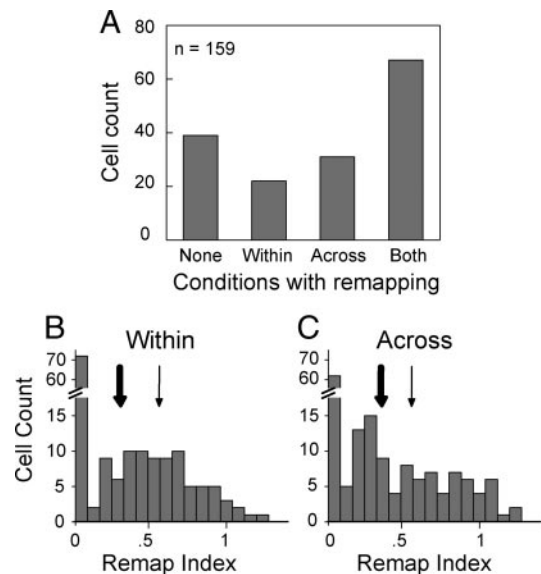 A
80
n = 159
60
40
20
0
Cell count
None Within Across Both
Conditions with remapping
B
Within
70
60
15
10
5
0
Cell Count
0 .5 1
Remap Index
C
Across
70
60
15
10
5
0
0 .5 1
Remap Index